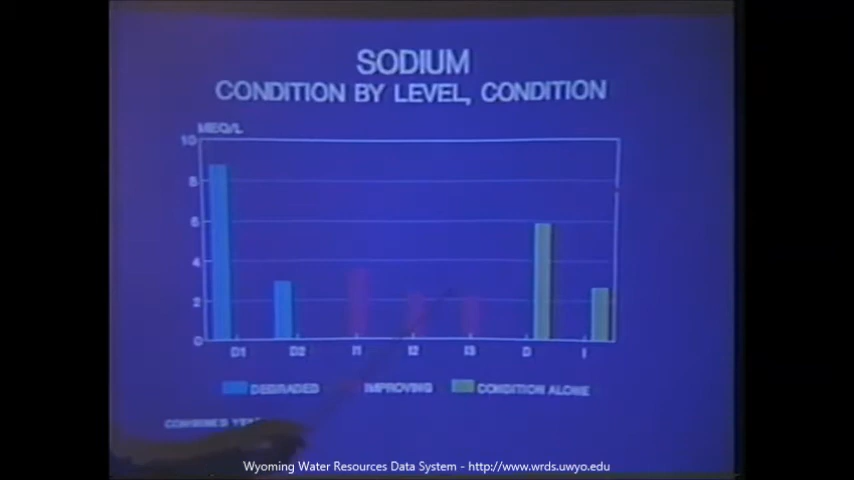 SODIUM
CONDITION BY LEVEL, CONDITION
MEQ/L
10
8
6
4
2
0
D1 D2 I1 I2 I3 D I
DEGRADED IMPROVING CONDITION ALONE
COMBINED
Wyoming Water Resources Data System - http://www.wrds.uwyo.edu